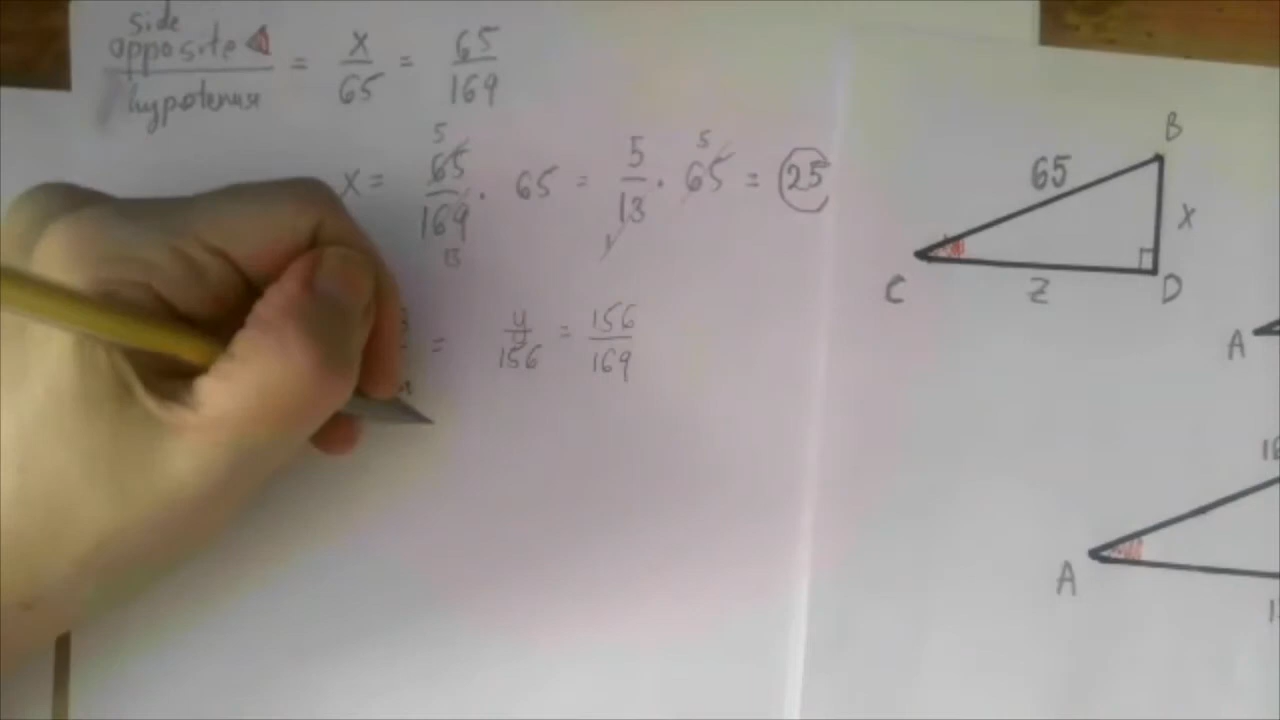 side
opposite
hypotenuse
= x/65 = 65/169
5 5
x = 65/169 · 65 = 5/13 · 65 = 25
13 1
= y/156 = 156/169
B
65
x
C
z
D
A
A